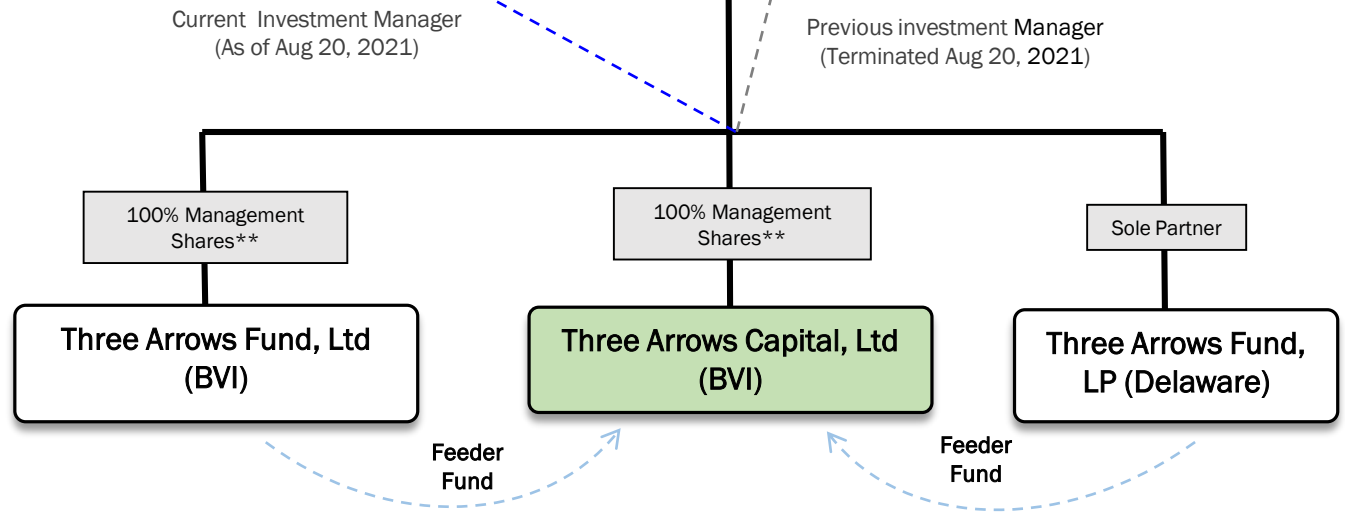 Current Investment Manager
(As of Aug 20, 2021)
Previous investment Manager
(Terminated Aug 20, 2021)
100% Management
Shares**
100% Management
Shares**
Sole Partner
Three Arrows Fund, Ltd
(BVI)
Three Arrows Capital, Ltd
(BVI)
Three Arrows Fund,
LP (Delaware)
Feeder
Fund
Feeder
Fund